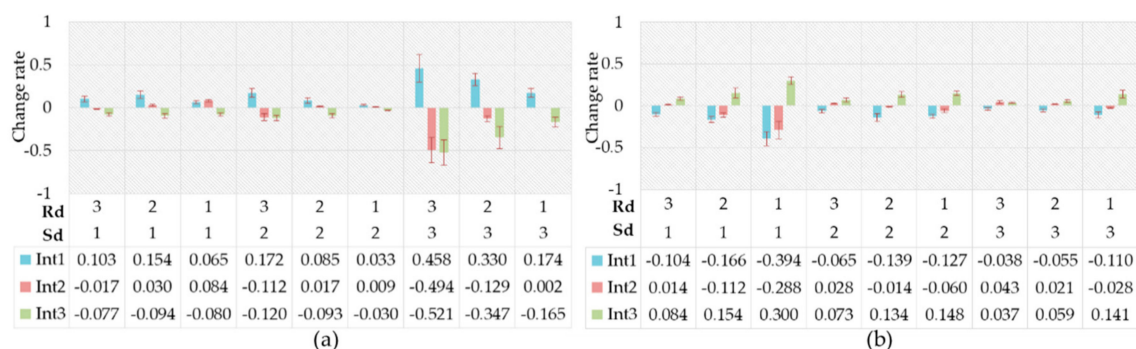 1
0.5
0
-0.5
-1
Change rate
Rd 3 2 1 3 2 1 3 2 1
Sd 1 1 1 2 2 2 3 3 3
Int1 0.103 0.154 0.065 0.172 0.085 0.033 0.458 0.330 0.174
Int2 -0.017 0.030 0.084 -0.112 0.017 0.009 -0.494 -0.129 0.002
Int3 -0.077 -0.094 -0.080 -0.120 -0.093 -0.030 -0.521 -0.347 -0.165
(a)
1
0.5
0
-0.5
-1
Change rate
Rd 3 2 1 3 2 1 3 2 1
Sd 1 1 1 2 2 2 3 3 3
Int1 -0.104 -0.166 -0.394 -0.065 -0.139 -0.127 -0.038 -0.055 -0.110
Int2 0.014 -0.112 -0.288 0.028 -0.014 -0.060 0.043 0.021 -0.028
Int3 0.084 0.154 0.300 0.073 0.134 0.148 0.037 0.059 0.141
(b)